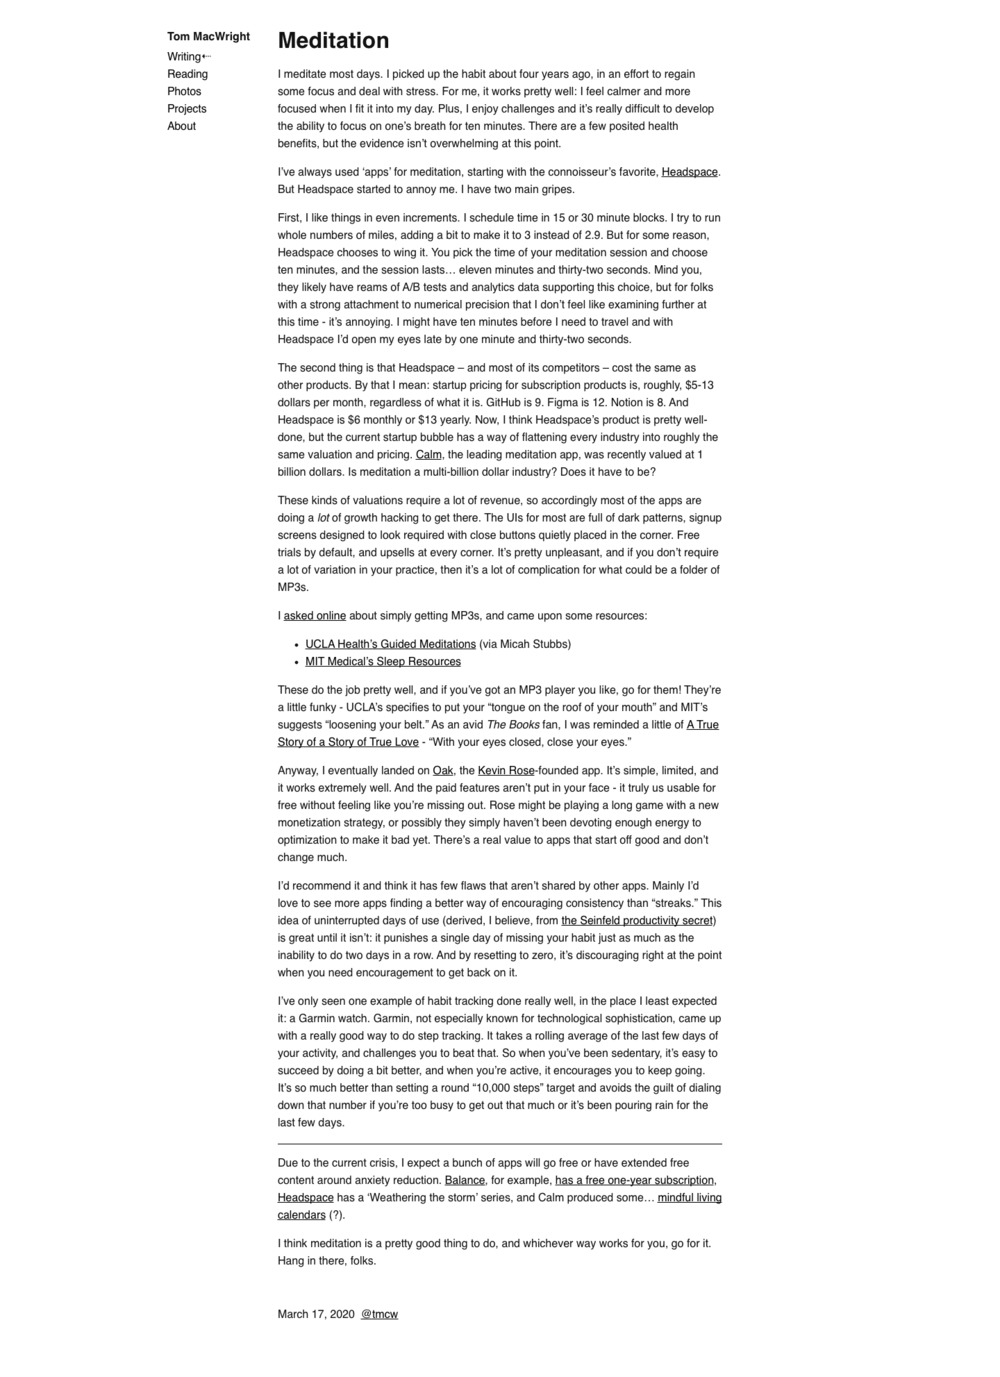 Tom MacWright
Writing←
Reading
Photos
Projects
About
Meditation
I meditate most days. I picked up the habit about four years ago, in an effort to regain
some focus and deal with stress. For me, it works pretty well: I feel calmer and more
focused when I fit it into my day. Plus, I enjoy challenges and it’s really difficult to develop
the ability to focus on one’s breath for ten minutes. There are a few posited health
benefits, but the evidence isn’t overwhelming at this point.
I’ve always used ‘apps’ for meditation, starting with the connoisseur’s favorite, Headspace.
But Headspace started to annoy me. I have two main gripes.
First, I like things in even increments. I schedule time in 15 or 30 minute blocks. I try to run
whole numbers of miles, adding a bit to make it to 3 instead of 2.9. But for some reason,
Headspace chooses to wing it. You pick the time of your meditation session and choose
ten minutes, and the session lasts… eleven minutes and thirty-two seconds. Mind you,
they likely have reams of A/B tests and analytics data supporting this choice, but for folks
with a strong attachment to numerical precision that I don’t feel like examining further at
this time - it’s annoying. I might have ten minutes before I need to travel and with
Headspace I’d open my eyes late by one minute and thirty-two seconds.
The second thing is that Headspace – and most of its competitors – cost the same as
other products. By that I mean: startup pricing for subscription products is, roughly, $5-13
dollars per month, regardless of what it is. GitHub is 9. Figma is 12. Notion is 8. And
Headspace is $6 monthly or $13 yearly. Now, I think Headspace’s product is pretty well-
done, but the current startup bubble has a way of flattening every industry into roughly the
same valuation and pricing. Calm, the leading meditation app, was recently valued at 1
billion dollars. Is meditation a multi-billion dollar industry? Does it have to be?
These kinds of valuations require a lot of revenue, so accordingly most of the apps are
doing a lot of growth hacking to get there. The UIs for most are full of dark patterns, signup
screens designed to look required with close buttons quietly placed in the corner. Free
trials by default, and upsells at every corner. It’s pretty unpleasant, and if you don’t require
a lot of variation in your practice, then it’s a lot of complication for what could be a folder of
MP3s.
I asked online about simply getting MP3s, and came upon some resources:
• UCLA Health’s Guided Meditations (via Micah Stubbs)
• MIT Medical’s Sleep Resources
These do the job pretty well, and if you’ve got an MP3 player you like, go for them! They’re
a little funky - UCLA’s specifies to put your “tongue on the roof of your mouth” and MIT’s
suggests “loosening your belt.” As an avid The Books fan, I was reminded a little of A True
Story of a Story of True Love - “With your eyes closed, close your eyes.”
Anyway, I eventually landed on Oak, the Kevin Rose-founded app. It’s simple, limited, and
it works extremely well. And the paid features aren’t put in your face - it truly us usable for
free without feeling like you’re missing out. Rose might be playing a long game with a new
monetization strategy, or possibly they simply haven’t been devoting enough energy to
optimization to make it bad yet. There’s a real value to apps that start off good and don’t
change much.
I’d recommend it and think it has few flaws that aren’t shared by other apps. Mainly I’d
love to see more apps finding a better way of encouraging consistency than “streaks.” This
idea of uninterrupted days of use (derived, I believe, from the Seinfeld productivity secret)
is great until it isn’t: it punishes a single day of missing your habit just as much as the
inability to do two days in a row. And by resetting to zero, it’s discouraging right at the point
when you need encouragement to get back on it.
I’ve only seen one example of habit tracking done really well, in the place I least expected
it: a Garmin watch. Garmin, not especially known for technological sophistication, came up
with a really good way to do step tracking. It takes a rolling average of the last few days of
your activity, and challenges you to beat that. So when you’ve been sedentary, it’s easy to
succeed by doing a bit better, and when you’re active, it encourages you to keep going.
It’s so much better than setting a round “10,000 steps” target and avoids the guilt of dialing
down that number if you’re too busy to get out that much or it’s been pouring rain for the
last few days.
Due to the current crisis, I expect a bunch of apps will go free or have extended free
content around anxiety reduction. Balance, for example, has a free one-year subscription,
Headspace has a ‘Weathering the storm’ series, and Calm produced some… mindful living
calendars (?).
I think meditation is a pretty good thing to do, and whichever way works for you, go for it.
Hang in there, folks.
March 17, 2020 @tmcw